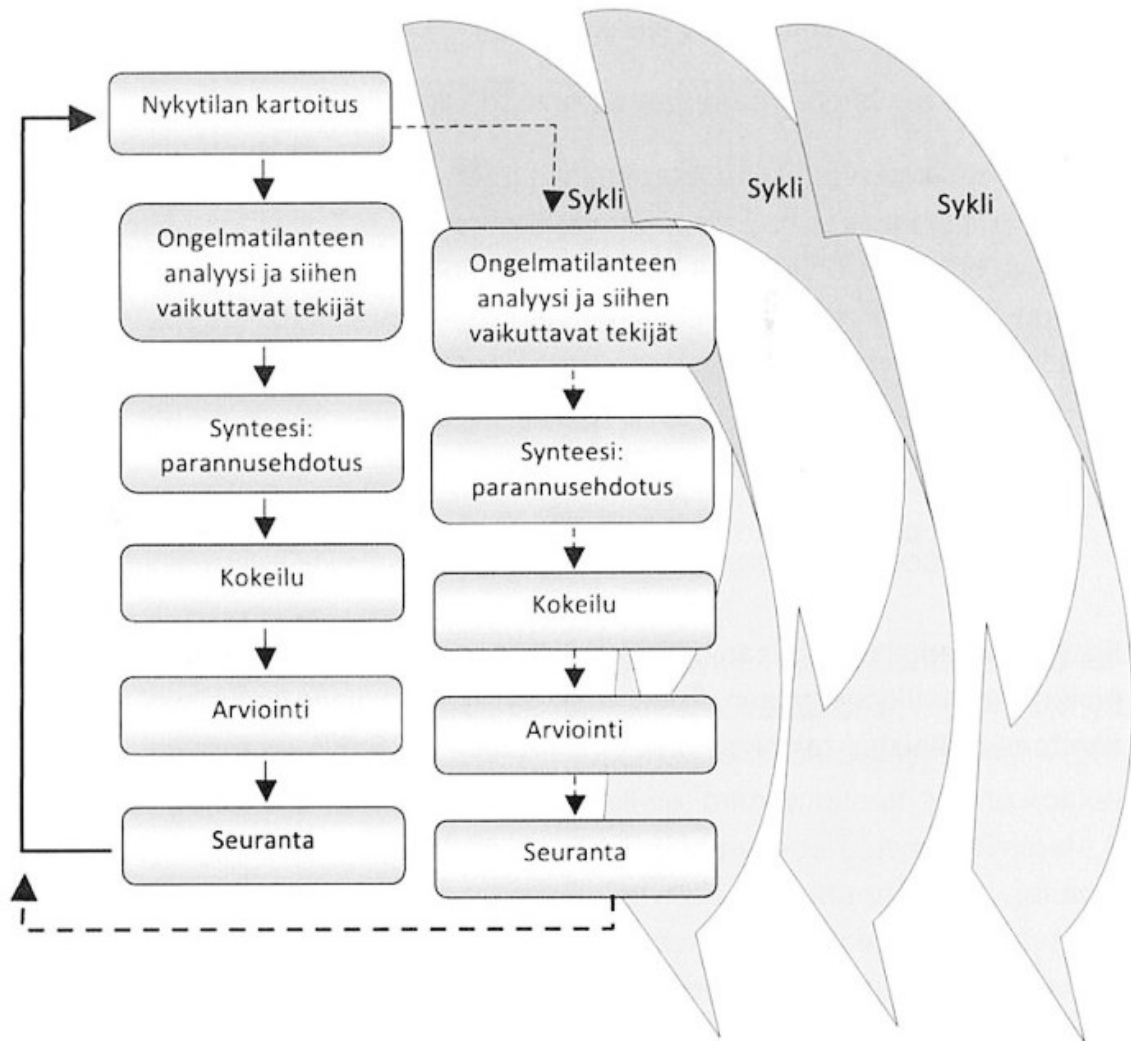 Nykytilan kartoitus
Ongelmatilanteen
analyysi ja siihen
vaikuttavat tekijät
Synteesi:
parannusehdotus
Kokeilu
Arviointi
Seuranta
Ongelmatilanteen
analyysi ja siihen
vaikuttavat tekijät
Synteesi:
parannusehdotus
Kokeilu
Arviointi
Seuranta
Sykli
Sykli
Sykli